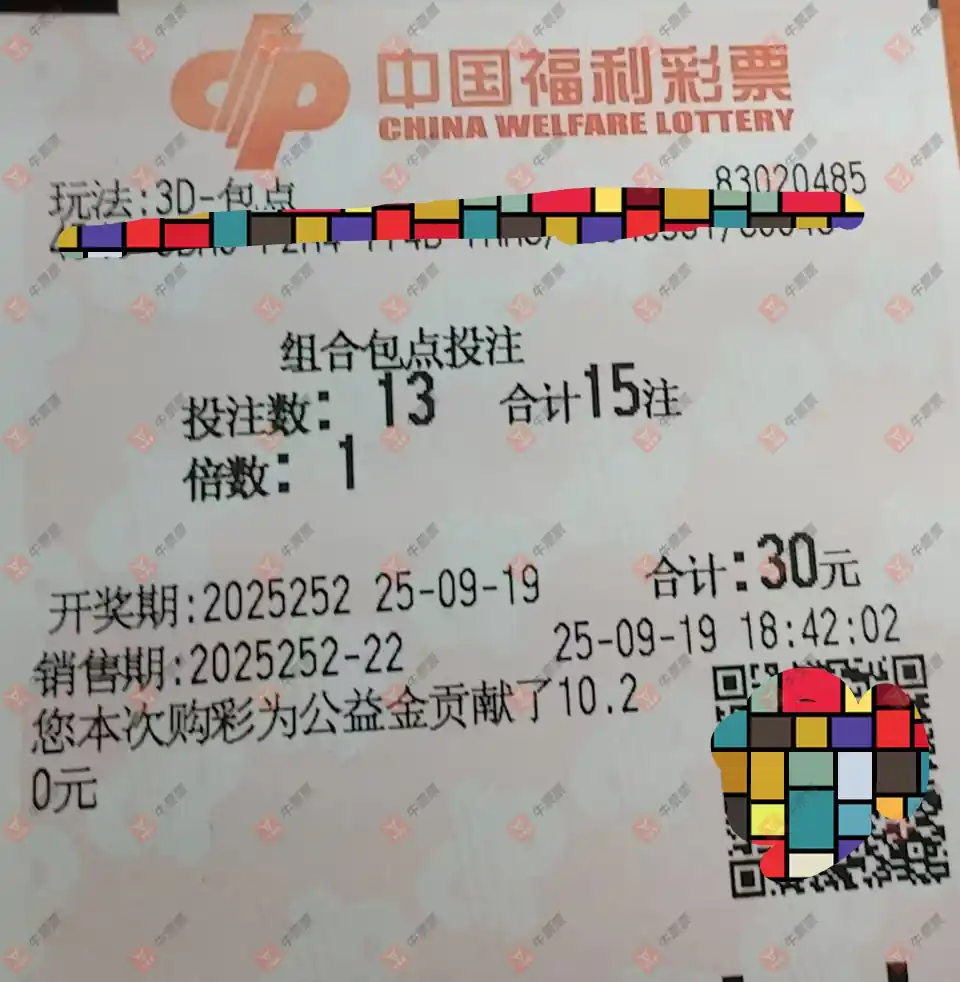 中国福利彩票
CHINA WELFARE LOTTERY
玩法:3D-包点
83020485
组合包点投注
投注数: 13 合计15注
倍数: 1
合计:30元
开奖期:2025252 25-09-19
销售期:2025252-22 25-09-19 18:42:02
您本次购彩为公益金贡献了10.2
0元
牛票票